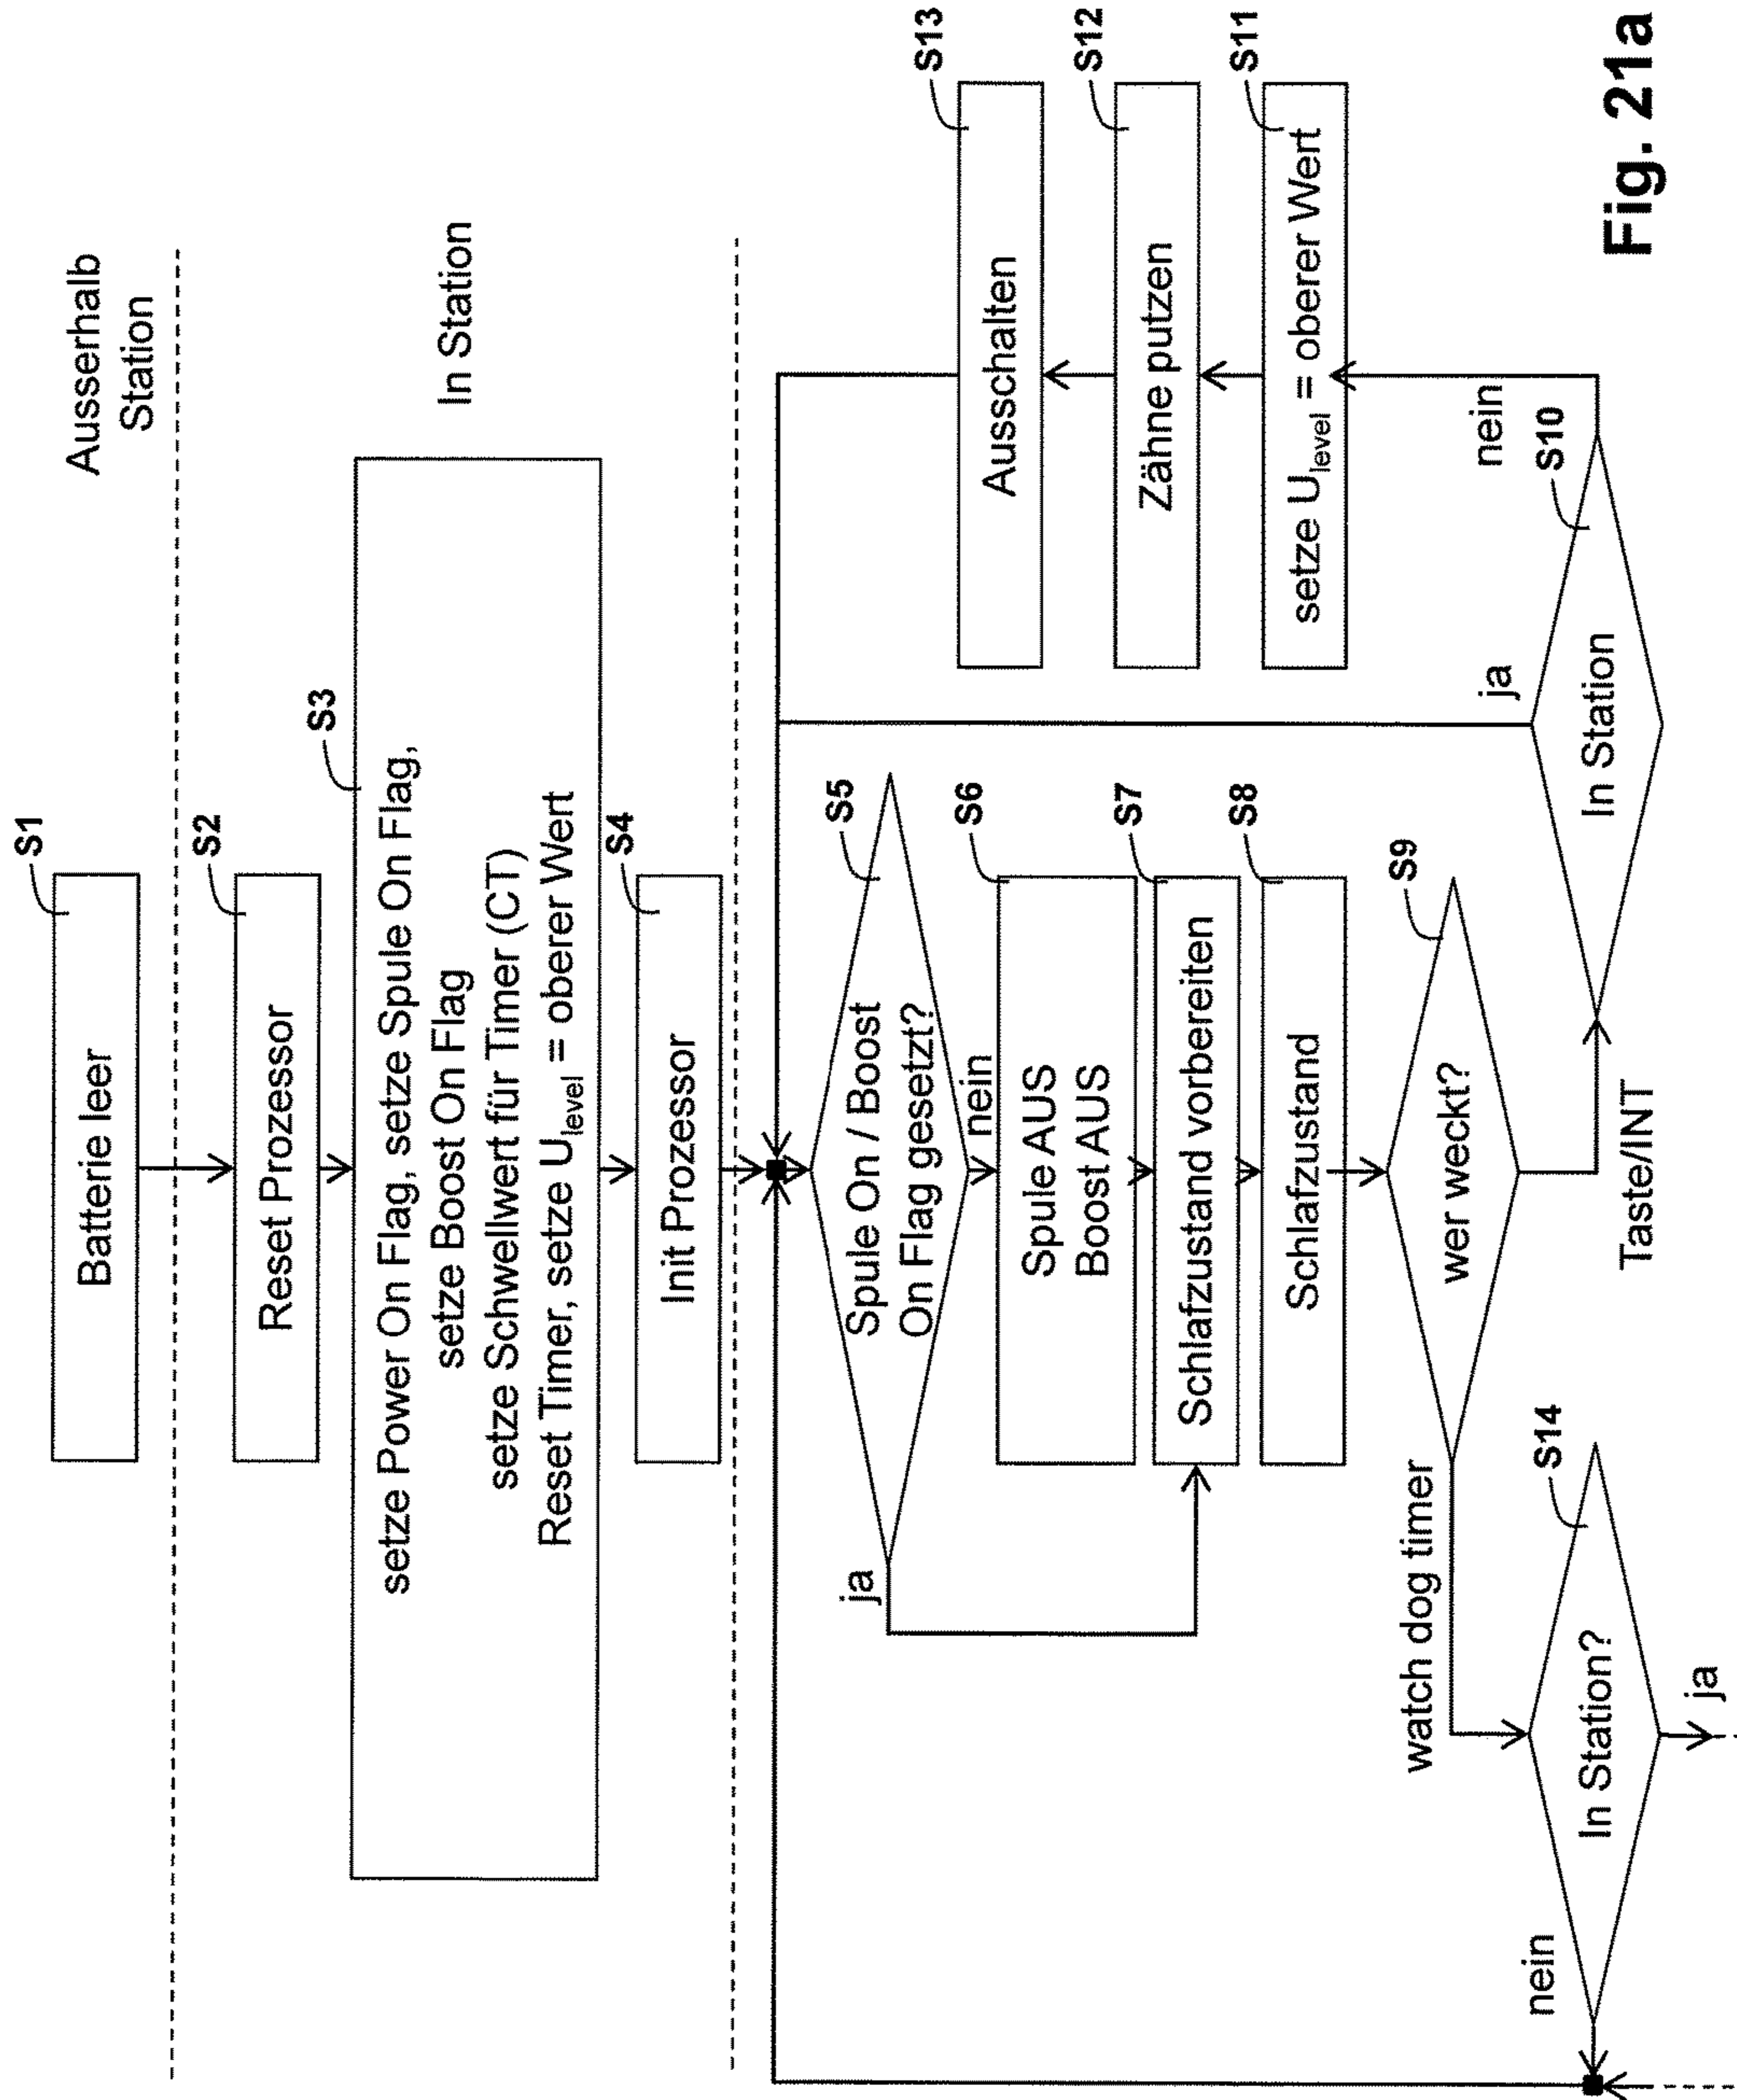 Ausserhalb
Station
S1
Batterie leer
S2
Reset Prozessor
In Station
S3
setze Power On Flag, setze Spule On Flag,
setze Boost On Flag
setze Schwellwert für Timer (CT)
Reset Timer, setze Ulevel = oberer Wert
S4
Init Prozessor
S5
Spule On / Boost
On Flag gesetzt?
ja
nein
S6
Spule AUS
Boost AUS
S7
Schlafzustand vorbereiten
S8
Schlafzustand
S9
wer weckt?
watch dog timer
Taste/INT
S10
In Station
ja
nein
S11
setze Ulevel = oberer Wert
S12
Zähne putzen
S13
Ausschalten
S14
In Station?
nein
ja
Fig. 21a